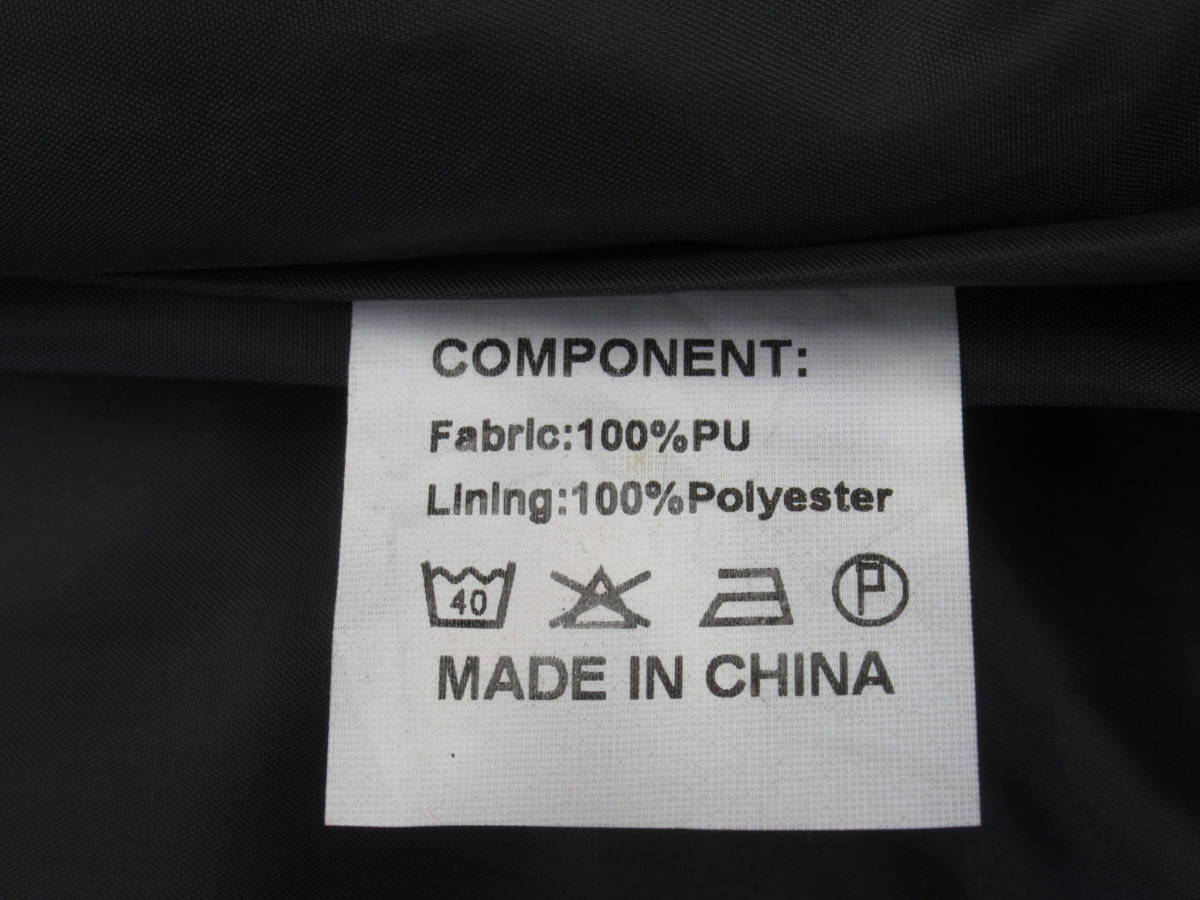 COMPONENT:
Fabric:100%PU
Lining:100%Polyester
40 P
MADE IN CHINA